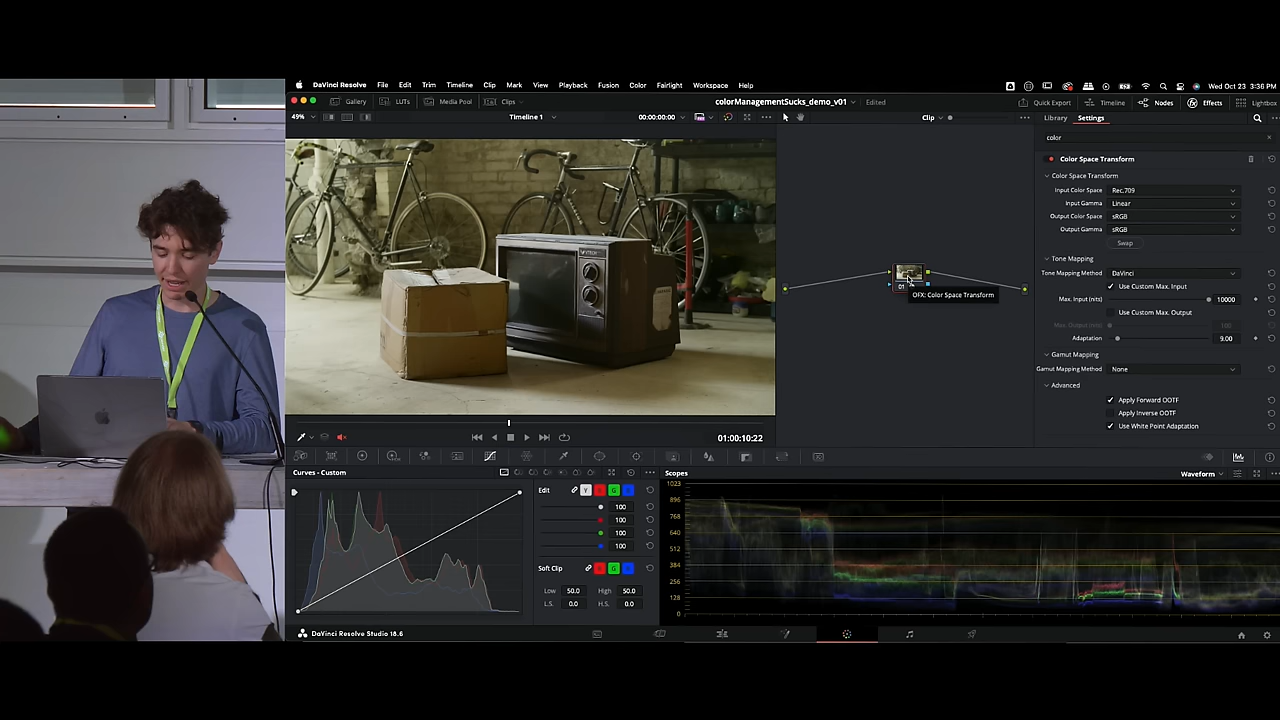 DaVinci Resolve File Edit Trim Timeline Clip Mark View Playback Fusion Color Fairlight Workspace Help
Wed Oct 23 3:36 PM
Gallery LUTs Media Pool Clips
colorManagementSucks_demo_v01 Edited
Quick Export Timeline Nodes Effects Lightbox
49% Timeline 1 00:00:00:00
Clip
Library Settings
color
Color Space Transform
Color Space Transform
Input Color Space Rec.709
Input Gamma Linear
Output Color Space sRGB
Output Gamma sRGB
Swap
Tone Mapping
Tone Mapping Method DaVinci
Use Custom Max. Input
Max. Input (nits) 10000
Use Custom Max. Output
Max. Output (nits) 100
Adaptation 9.00
Gamut Mapping
Gamut Mapping Method None
Advanced
Apply Forward OOTF
Apply Inverse OOTF
Use White Point Adaptation
01
OFX: Color Space Transform
01:00:10:22
Curves - Custom
Edit Y R G B
100
100
100
100
Soft Clip R G B
Low 50.0 High 50.0
L.S. 0.0 H.S. 0.0
Scopes
Waveform
1023
896
768
640
512
384
256
128
0
DaVinci Resolve Studio 18.6